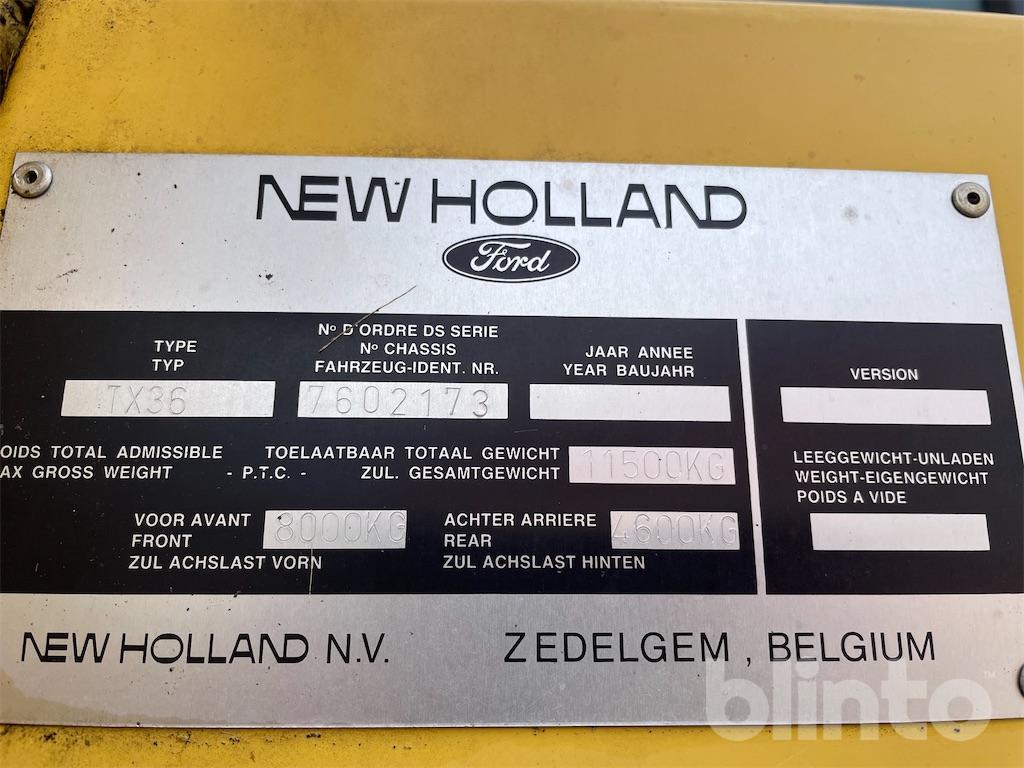 NEW HOLLAND
Ford
TYPE
TYP
TX36
Nº D'ORDRE DS SERIE
Nº CHASSIS
FAHRZEUG-IDENT. NR.
7602173
JAAR ANNEE
YEAR BAUJAHR
VERSION
OIDS TOTAL ADMISSIBLE TOELAATBAAR TOTAAL GEWICHT
AX GROSS WEIGHT - P.T.C. - ZUL. GESAMTGEWICHT
11500KG
LEEGGEWICHT-UNLADEN
WEIGHT-EIGENGEWICHT
POIDS A VIDE
VOOR AVANT
FRONT
ZUL ACHSLAST VORN
8000KG
ACHTER ARRIERE
REAR
ZUL ACHSLAST HINTEN
4600KG
NEW HOLLAND N.V. ZEDELGEM, BELGIUM
blinto™